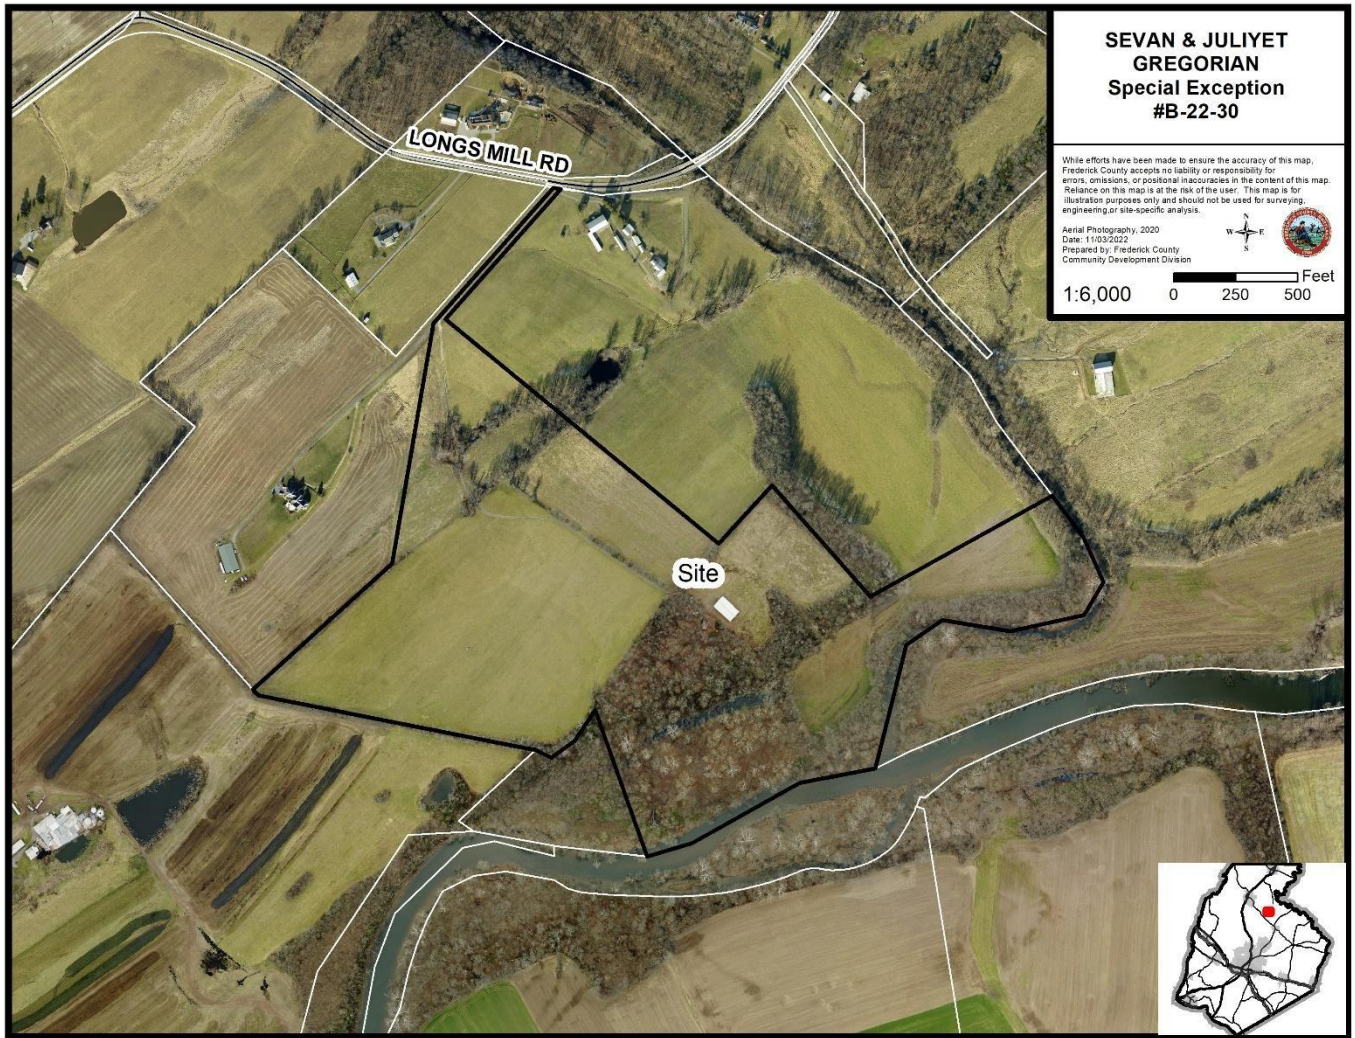 SEVAN & JULIYET
GREGORIAN
Special Exception
#B-22-30
While efforts have been made to ensure the accuracy of this map,
Frederick County accepts no liability or responsibility for
errors, omissions, or positional inaccuracies in the content of this map.
Reliance on this map is at the risk of the user. This map is for
illustration purposes only and should not be used for surveying,
engineering,or site-specific analysis.
Aerial Photography, 2020
Date: 11/03/2022
Prepared by: Frederick County
Community Development Division
N
W E
S
1:6,000
Feet
0 250 500
LONGS MILL RD
Site